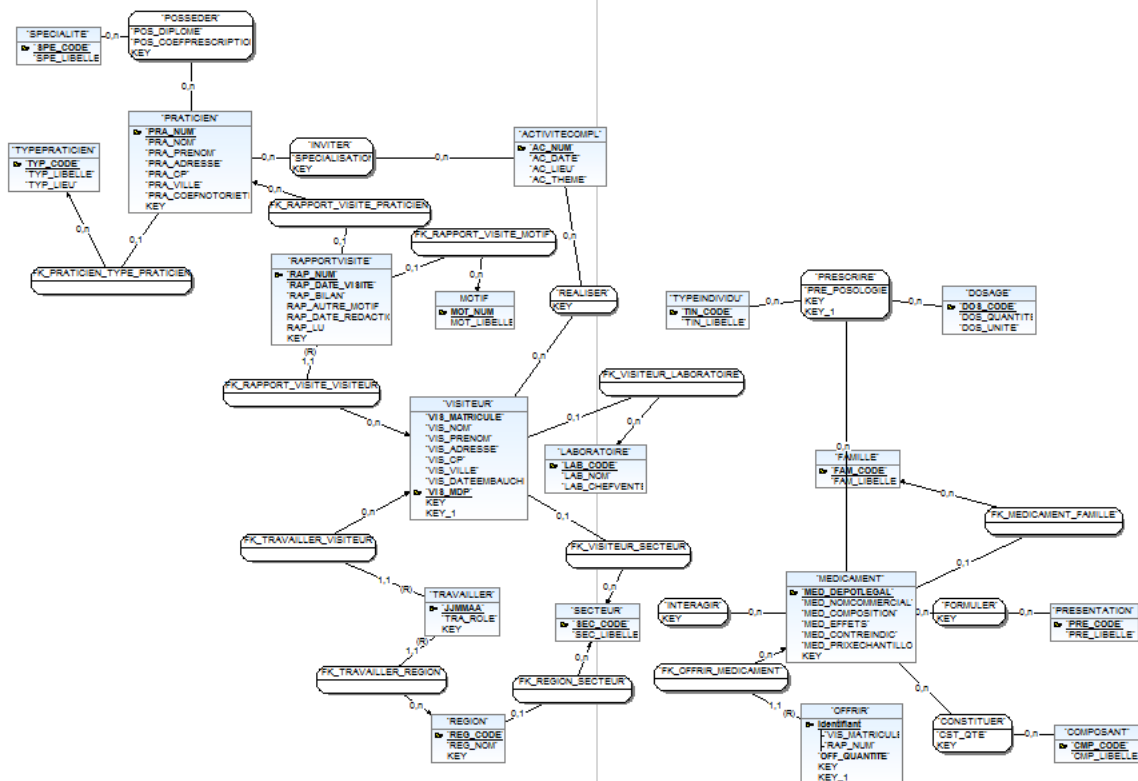 "POSSEDER"
"POS_DIPLOME"
"POS_COEFPRESCRIPTIO
KEY
"SPECIALITE"
"SPE_CODE"
"SPE_LIBELLE
0,n
0,n
"PRATICIEN"
"PRA_NUM"
"PRA_NOM"
"PRA_PRENOM"
"PRA_ADRESSE"
"PRA_CP"
"PRA_VILLE"
"PRA_COEFNOTORIETE
KEY
"TYPEPRATICIEN"
"TYP_CODE"
"TYP_LIBELLE"
"TYP_LIEU"
0,n
0,1
FK_PRATICIEN_TYPE_PRATICIEN
0,n
"INVITER"
"SPECIALISATION
KEY
0,n
"ACTIVITECOMPL"
"AC_NUM"
"AC_DATE"
"AC_LIEU"
"AC_THEME"
0,n
FK_RAPPORT_VISITE_PRATICIEN
0,1
FK_RAPPORT_VISITE_MOTIF
0,1
0,n
"RAPPORTVISITE"
"RAP_NUM"
"RAP_DATE_VISITE"
"RAP_BILAN"
"RAP_AUTRE_MOTIF"
"RAP_DATE_REDACTIO
"RAP_LU"
KEY
(R)
1,1
MOTIF
MOT_NUM
MOT_LIBELLE
0,n
"REALISER"
KEY
0,n
FK_RAPPORT_VISITE_VISITEUR
0,n
"VISITEUR"
"VIS_MATRICULE"
"VIS_NOM"
"VIS_PRENOM"
"VIS_ADRESSE"
"VIS_CP"
"VIS_VILLE"
"VIS_DATEEMBAUCHE
"VIS_MDP"
KEY
KEY_1
FK_VISITEUR_LABORATOIRE
0,1
0,n
"LABORATOIRE"
"LAB_CODE"
"LAB_NOM"
"LAB_CHEFVENTE
0,n
FK_TRAVAILLER_VISITEUR
1,1
(R)
0,1
FK_VISITEUR_SECTEUR
0,n
"TRAVAILLER"
"JJMMAA"
"TRA_ROLE"
KEY
(R)
1,1
FK_TRAVAILLER_REGION
0,n
"SECTEUR"
"SEC_CODE"
"SEC_LIBELLE
0,n
FK_REGION_SECTEUR
0,1
"REGION"
"REG_CODE"
"REG_NOM"
KEY
"PRESCRIRE"
"PRE_POSOLOGIE"
KEY
KEY_1
"TYPEINDIVIDU"
"TIN_CODE"
"TIN_LIBELLE"
0,n
0,n
"DOSAGE"
"DOS_CODE"
"DOS_QUANTITE
"DOS_UNITE"
0,n
"FAMILLE"
"FAM_CODE"
"FAM_LIBELLE
0,n
FK_MEDICAMENT_FAMILLE
0,1
"MEDICAMENT"
"MED_DEPOTLEGAL"
"MED_NOMCOMMERCIAL"
"MED_COMPOSITION"
"MED_EFFETS"
"MED_CONTREINDIC"
"MED_PRIXECHANTILLO
KEY
"INTERAGIR"
KEY
0,n
0,n
"FORMULER"
KEY
0,n
"PRESENTATION"
"PRE_CODE"
"PRE_LIBELLE"
0,n
FK_OFFRIR_MEDICAMENT
1,1
(R)
"OFFRIR"
Identifiant
"VIS_MATRICULE
"RAP_NUM"
"OFF_QUANTITE"
KEY
KEY_1
0,n
"CONSTITUER"
"CST_QTE"
KEY
0,n
"COMPOSANT"
"CMP_CODE"
"CMP_LIBELLE